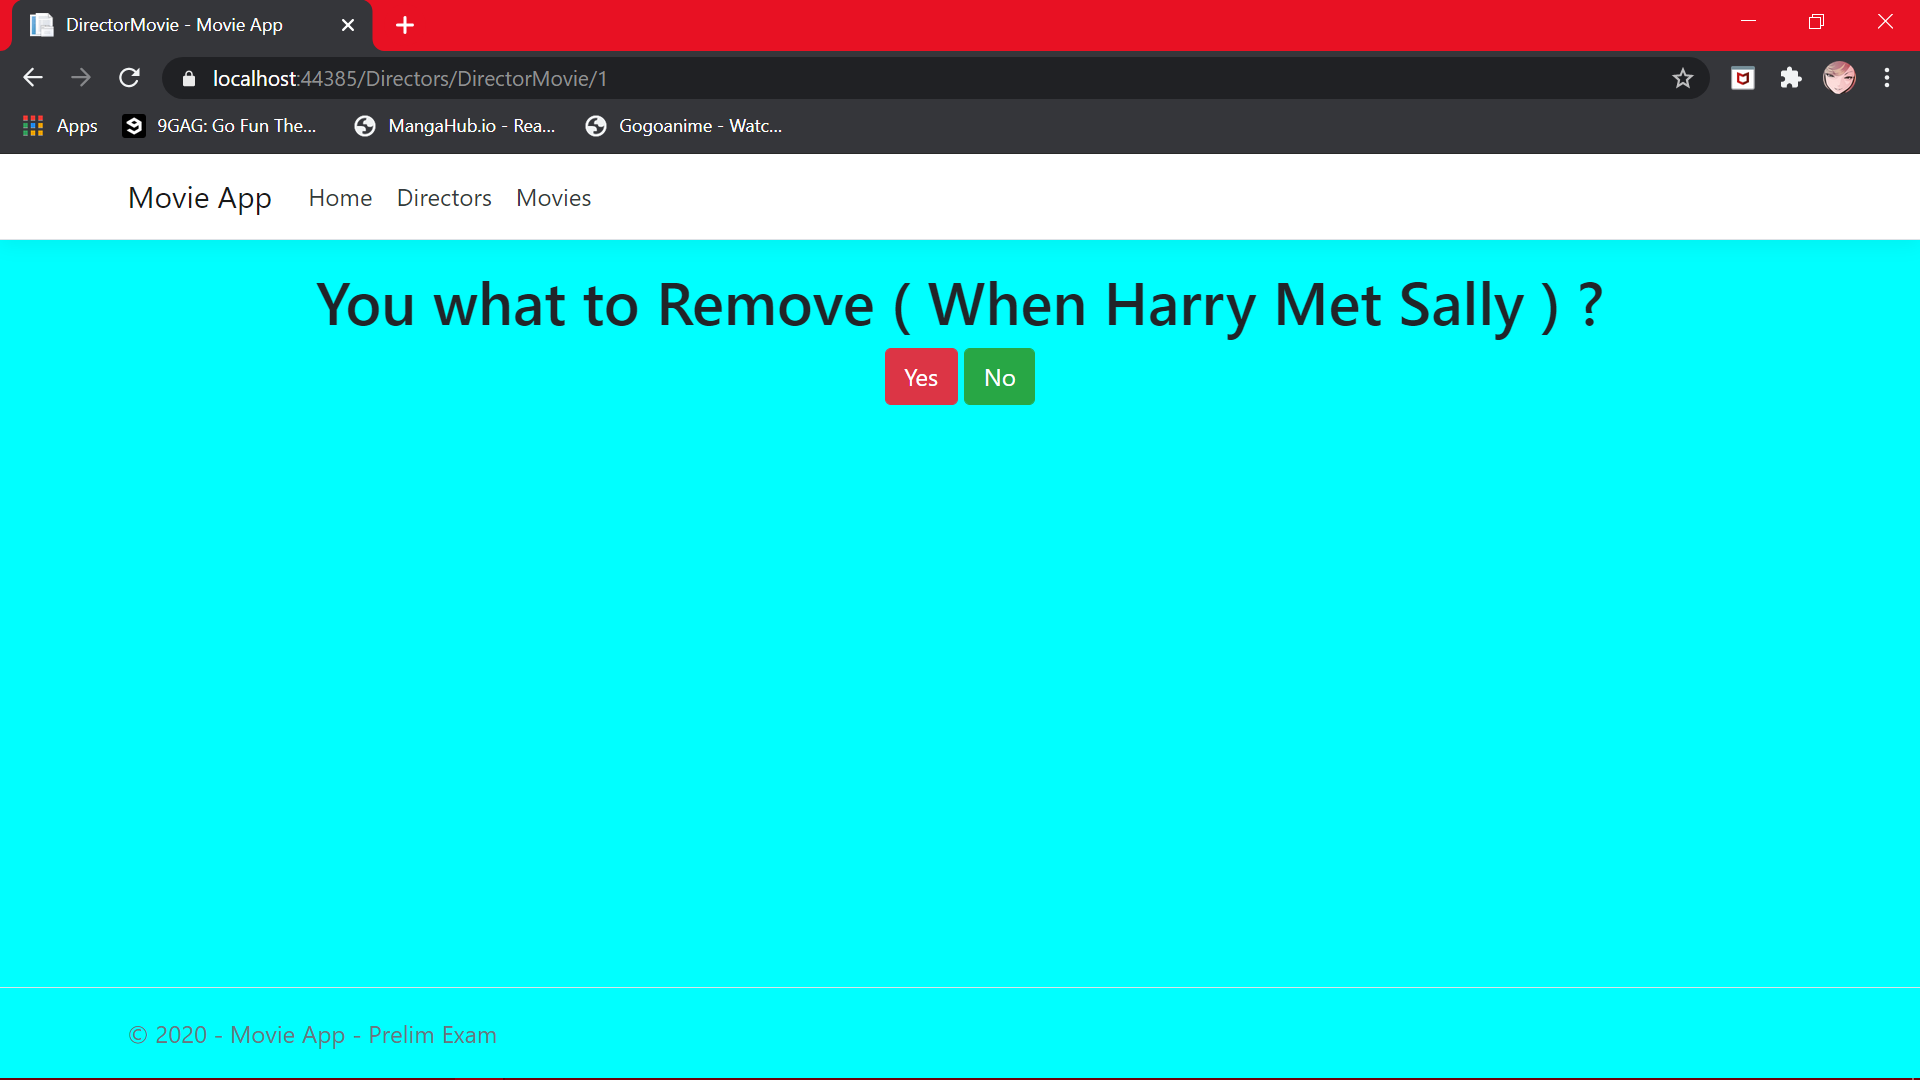 DirectorMovie - Movie App
localhost:44385/Directors/DirectorMovie/1
Apps 9GAG: Go Fun The... MangaHub.io - Rea... Gogoanime - Watc...
Movie App Home Directors Movies
You what to Remove ( When Harry Met Sally ) ?
Yes No
© 2020 - Movie App - Prelim Exam